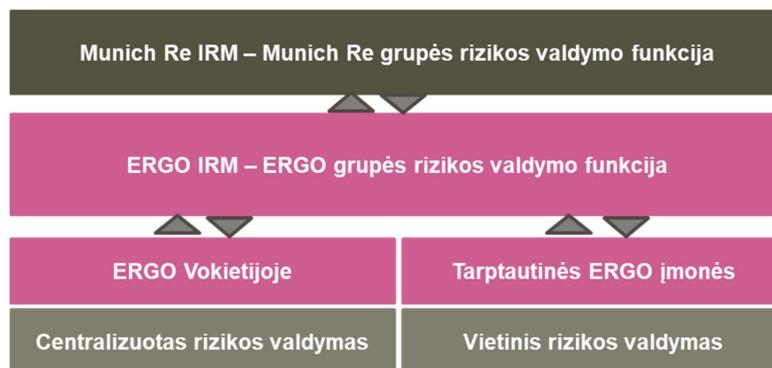 Munich Re IRM – Munich Re grupės rizikos valdymo funkcija
ERGO IRM – ERGO grupės rizikos valdymo funkcija
ERGO Vokietijoje
Tarptautinės ERGO įmonės
Centralizuotas rizikos valdymas
Vietinis rizikos valdymas